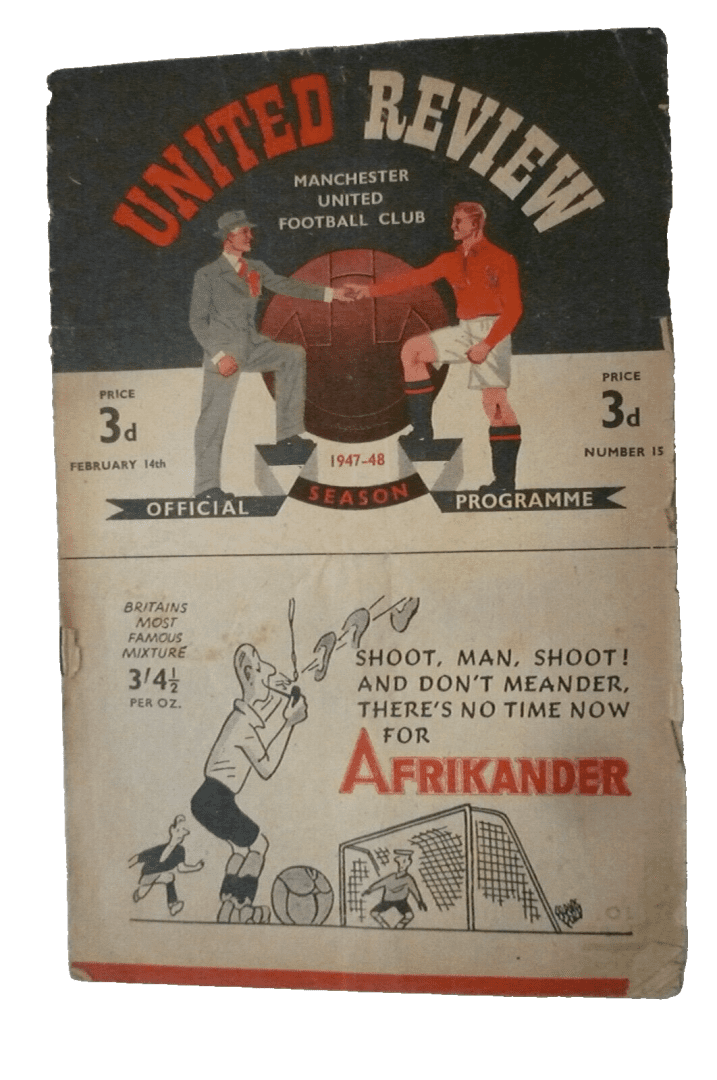 UNITED REVIEW
MANCHESTER
UNITED
FOOTBALL CLUB
PRICE
3d
FEBRUARY 14th
PRICE
3d
NUMBER 15
1947-48
SEASON
OFFICIAL
PROGRAMME
BRITAINS
MOST
FAMOUS
MIXTURE
3/4½
PER OZ.
SHOOT, MAN, SHOOT!
AND DON'T MEANDER,
THERE'S NO TIME NOW
FOR
AFRIKANDER